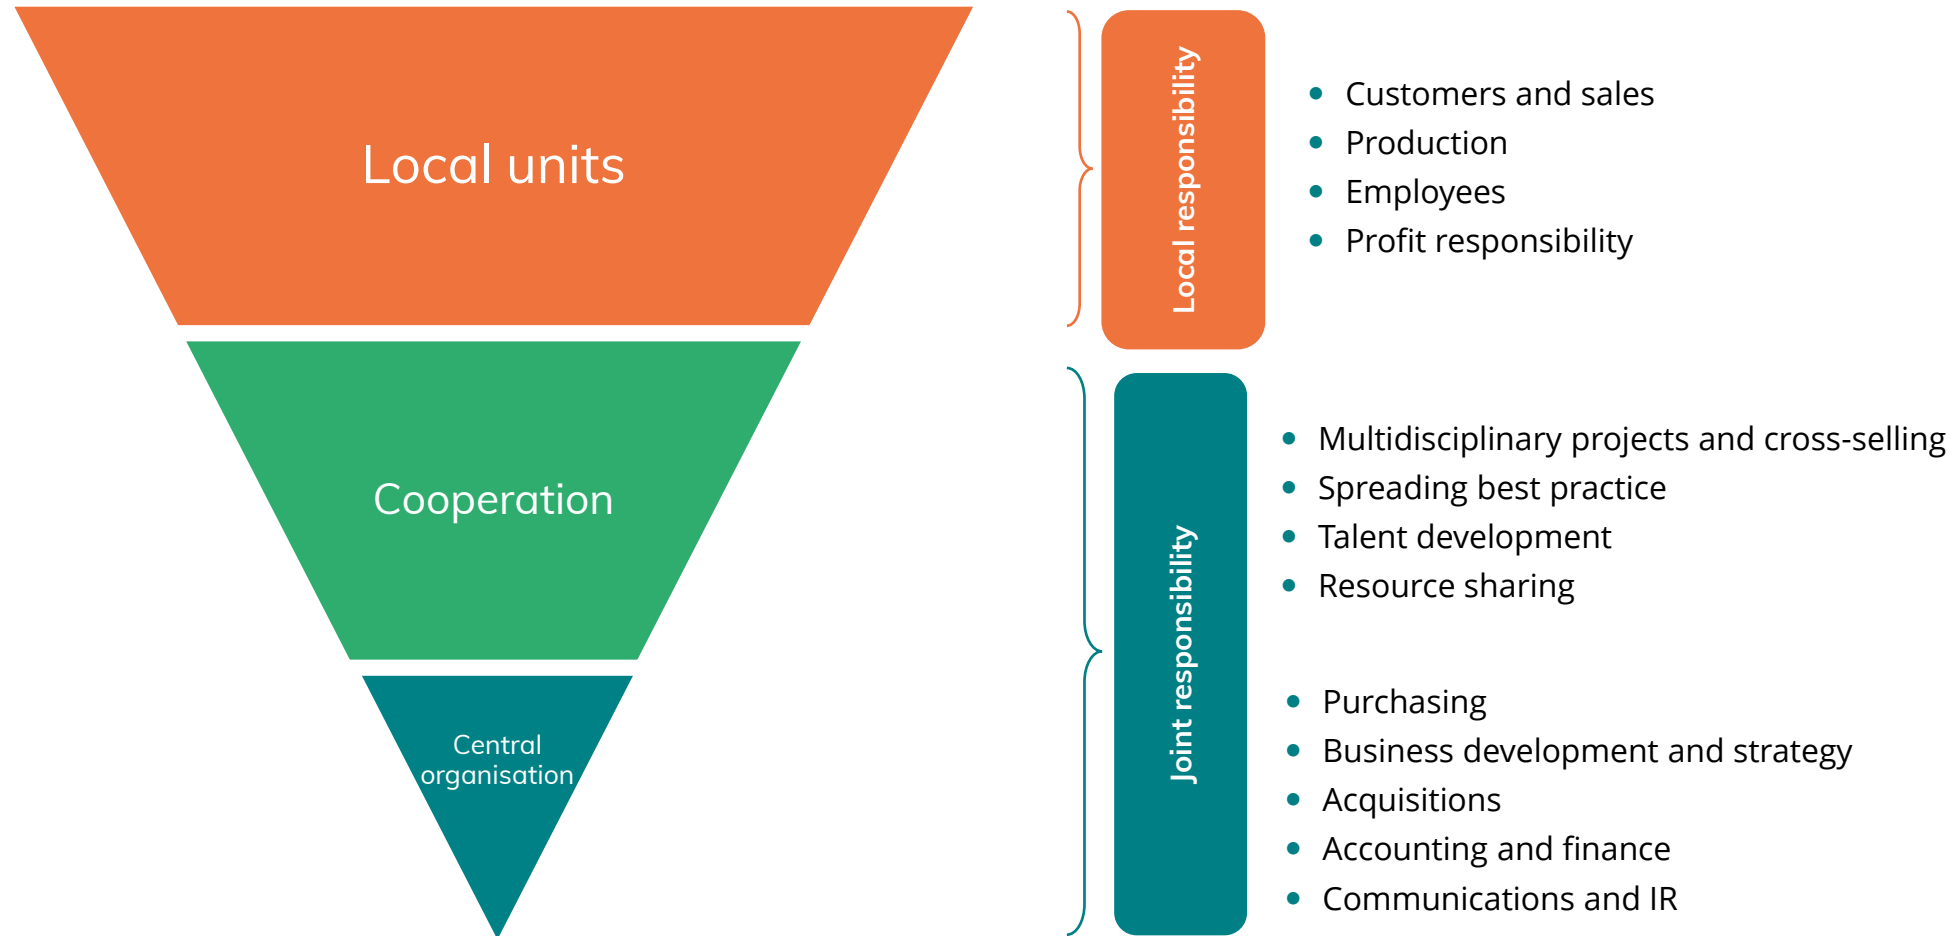 Local units
Local responsibility
Customers and sales
Production
Employees
Profit responsibility
Cooperation
Central
organisation
Joint responsibility
Multidisciplinary projects and cross-selling
Spreading best practice
Talent development
Resource sharing
Purchasing
Business development and strategy
Acquisitions
Accounting and finance
Communications and IR